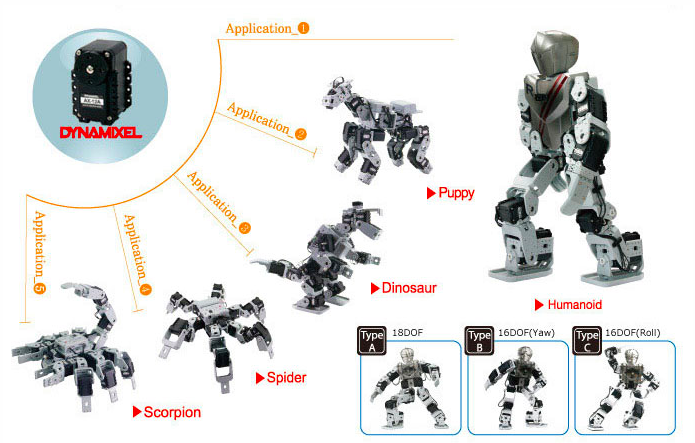 Application_1
AX-12A
DYNAMIXEL
Application_2
Puppy
Application_3
Application_5
Application_4
Dinosaur
Humanoid
Spider
Scorpion
Type A
18DOF
Type B
16DOF(Yaw)
Type C
16DOF(Roll)